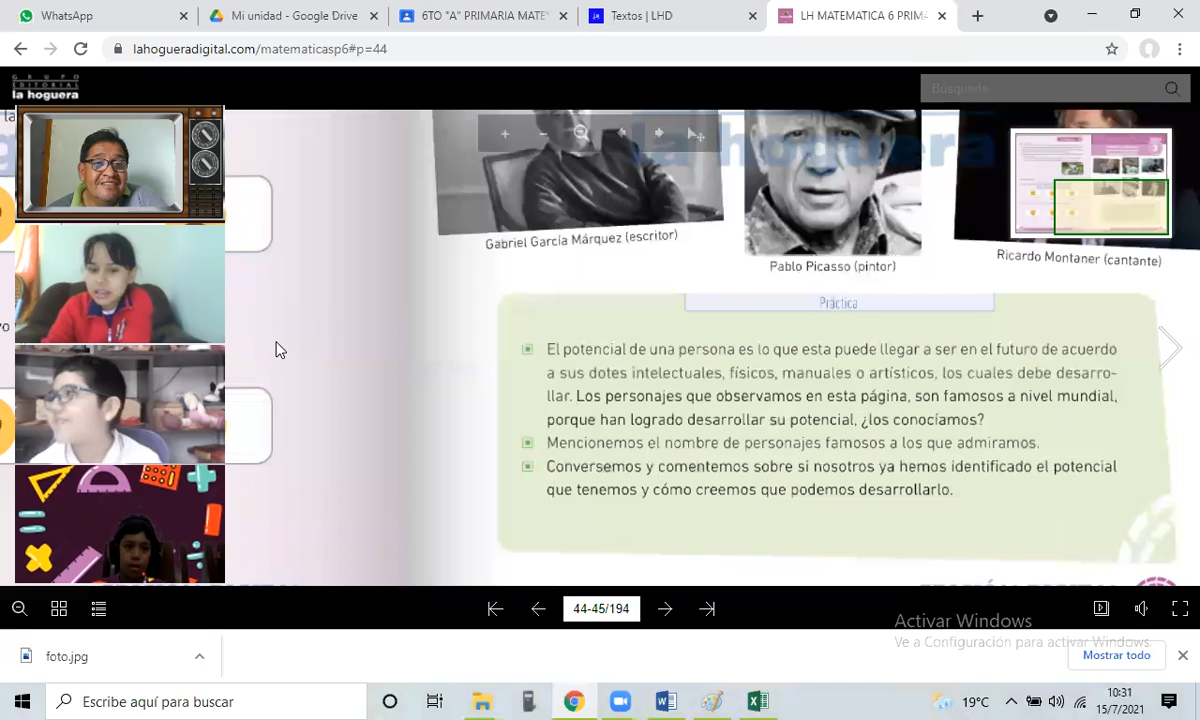 WhatsApp
Mi unidad - Google Drive
6TO "A" PRIMARIA MATE
Textos | LHD
LH MATEMATICA 6 PRIMA
lahogueradigital.com/matematicasp6#p=44
GRUPO
EDITORIAL
la hoguera
Búsqueda
la hoguera
Gabriel García Márquez (escritor)
Pablo Picasso (pintor)
Ricardo Montaner (cantante)
Práctica
El potencial de una persona es lo que esta puede llegar a ser en el futuro de acuerdo
a sus dotes intelectuales, físicos, manuales o artísticos, los cuales debe desarro-
llar. Los personajes que observamos en esta página, son famosos a nivel mundial,
porque han logrado desarrollar su potencial, ¿los conocíamos?
Mencionemos el nombre de personajes famosos a los que admiramos.
Conversemos y comentemos sobre si nosotros ya hemos identificado el potencial
que tenemos y cómo creemos que podemos desarrollarlo.
44-45/194
Activar Windows
Ve a Configuración para activar Windows.
foto.jpg
Mostrar todo
Escribe aquí para buscar
19°C
10:31
15/7/2021